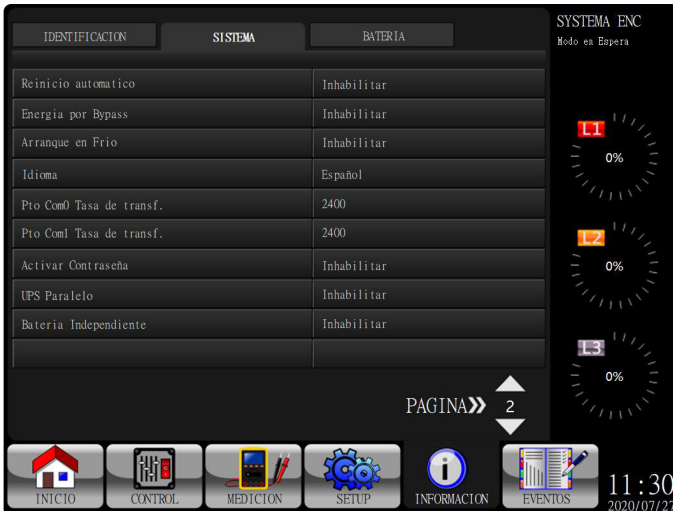 IDENTIFICACION SISTEMA BATERIA
SYSTEMA ENC
Modo en Espera
Reinicio automatico Inhabilitar
Energia por Bypass Inhabilitar
Arranque en Frio Inhabilitar
Idioma Español
Pto Com0 Tasa de transf. 2400
Pto Com1 Tasa de transf. 2400
Activar Contraseña Inhabilitar
UPS Paralelo Inhabilitar
Bateria Independiente Inhabilitar
L1
0%
L2
0%
L3
0%
PAGINA 2
INICIO CONTROL MEDICION SETUP INFORMACION EVENTOS
11:30
2020/07/27